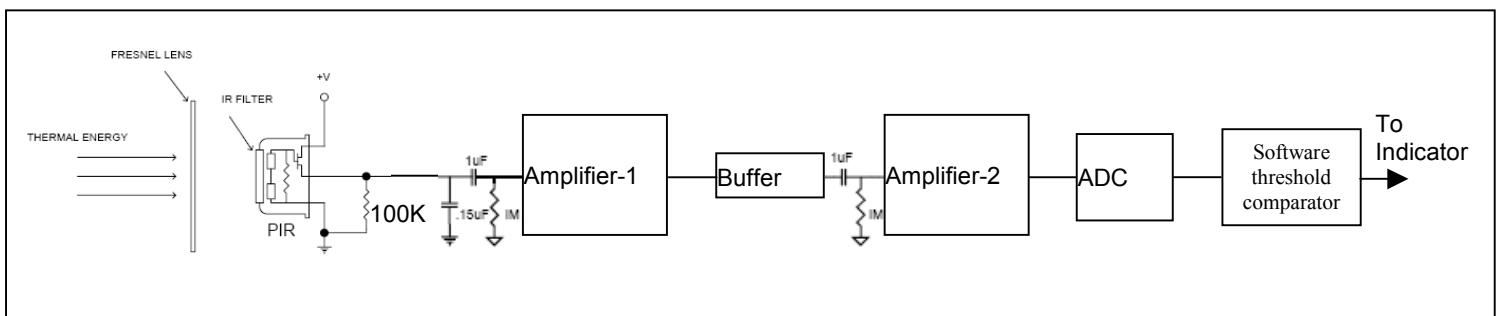 FRESNEL LENS
IR FILTER
+V
THERMAL ENERGY
PIR
100K
1uF
.15uF
IM
Amplifier-1
Buffer
1uF
IM
Amplifier-2
ADC
Software
threshold
comparator
To
Indicator